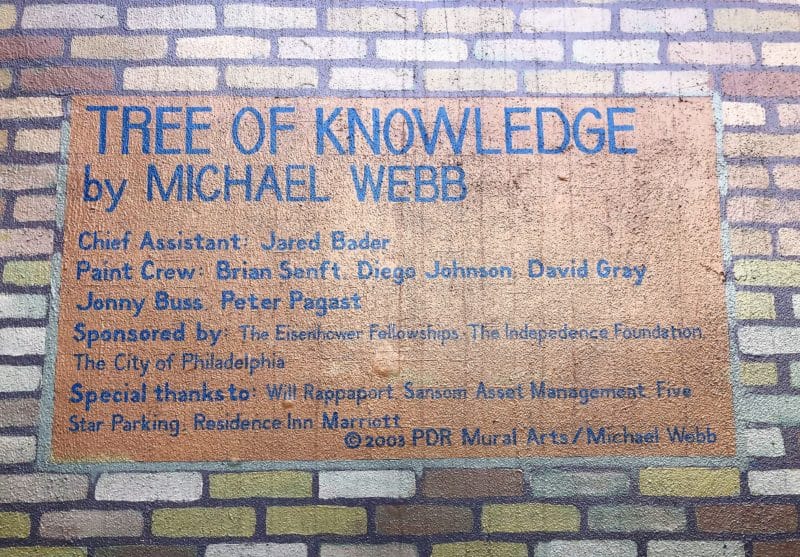 TREE OF KNOWLEDGE
by MICHAEL WEBB
Chief Assistant: Jared Bader
Paint Crew: Brian Senft, Diego Johnson, David Gray,
Jonny Buss, Peter Pagast
Sponsored by: The Eisenhower Fellowships, The Indepedence Foundation,
The City of Philadelphia
Special thanks to: Will Rappaport, Sansom Asset Management, Five
Star Parking, Residence Inn Marriott
©2003 PDR Mural Arts/Michael Webb